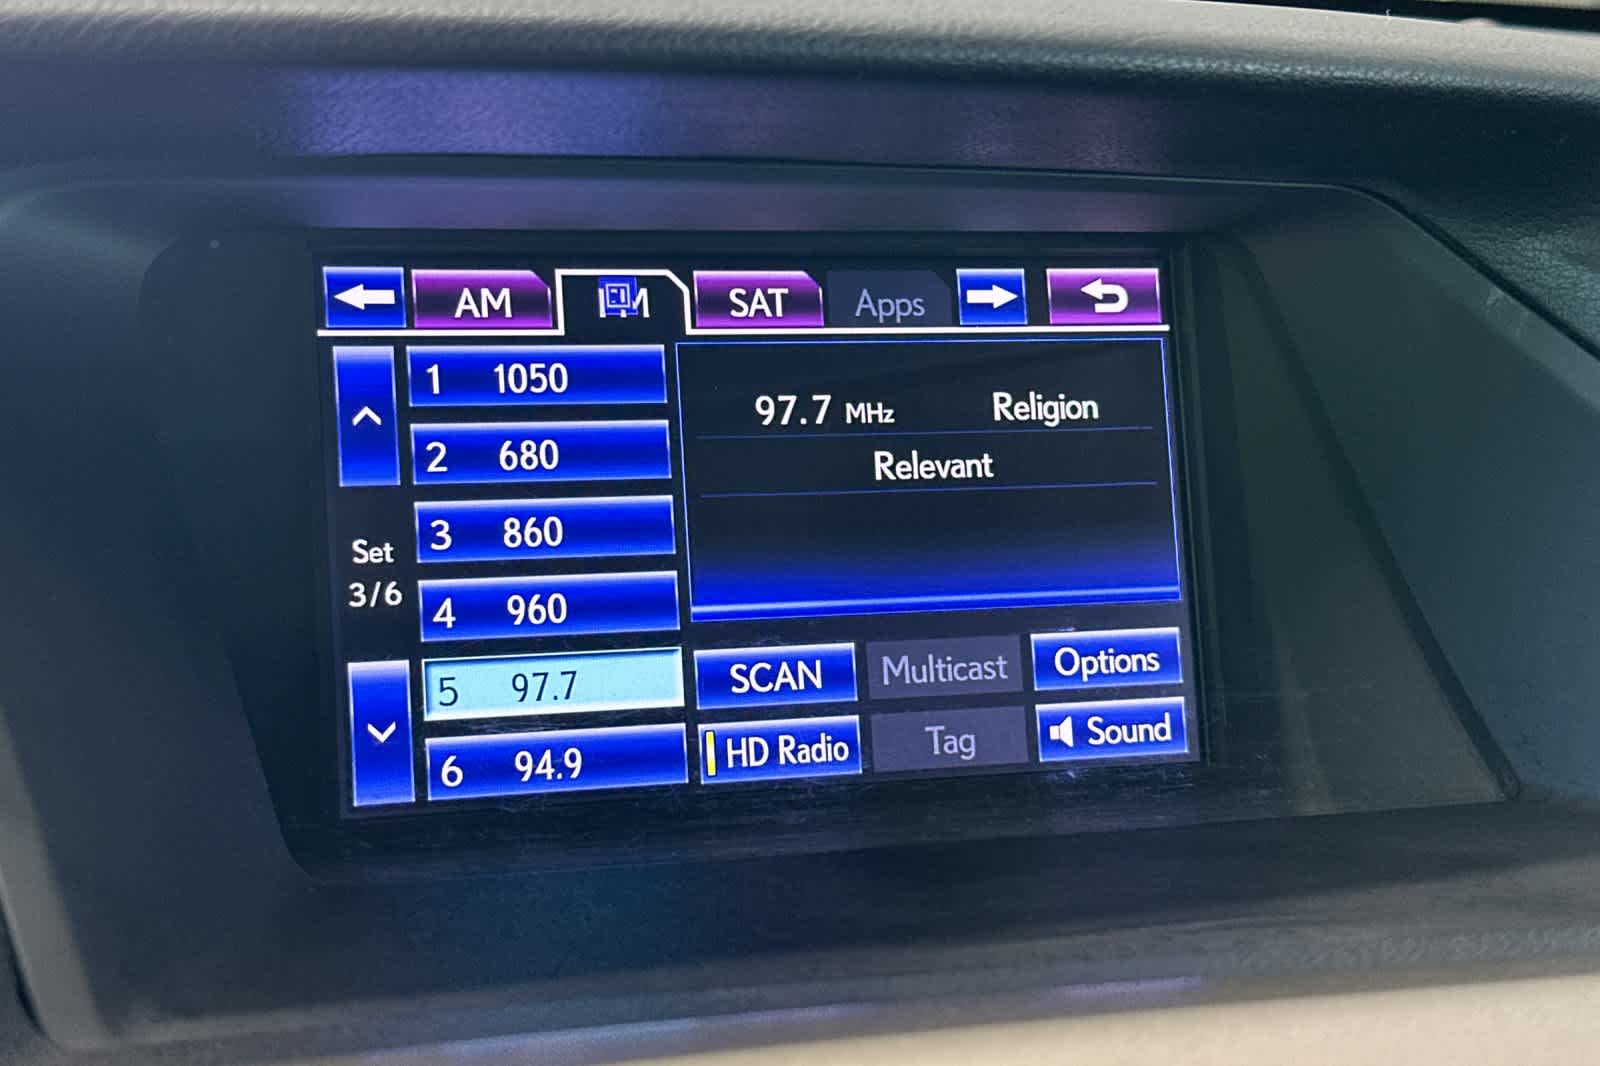 AM
SAT
Apps
1 1050
2 680
3 860
4 960
5 97.7
6 94.9
Set
3/6
97.7 MHz Religion
Relevant
SCAN
Multicast
Options
HD Radio
Tag
Sound